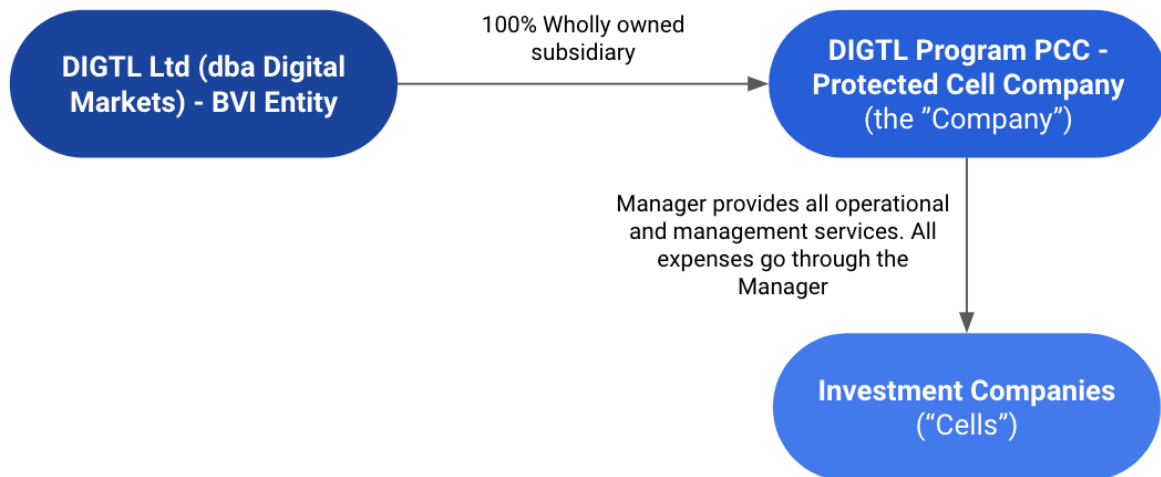 DIGTL Ltd (dba Digital
Markets) - BVI Entity
100% Wholly owned
subsidiary
DIGTL Program PCC -
Protected Cell Company
(the ”Company”)
Manager provides all operational
and management services. All
expenses go through the
Manager
Investment Companies
(“Cells”)